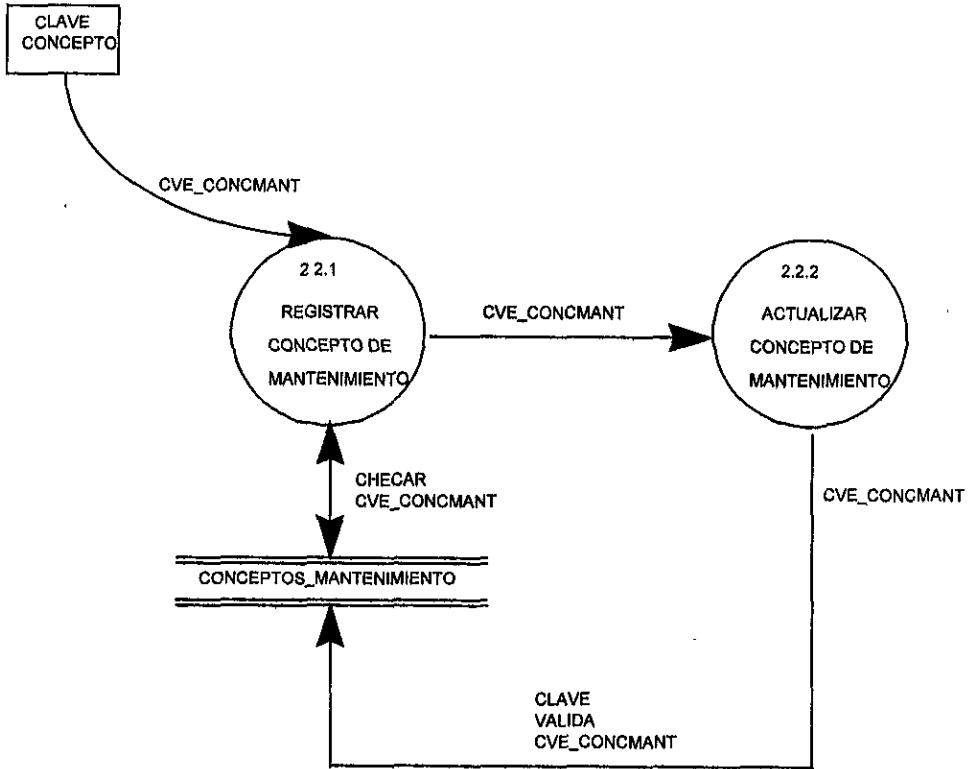 CLAVE
CONCEPTO
CVE_CONCMANT
2 2.1
REGISTRAR
CONCEPTO DE
MANTENIMIENTO
CVE_CONCMANT
2.2.2
ACTUALIZAR
CONCEPTO DE
MANTENIMIENTO
CHECAR
CVE_CONCMANT
CVE_CONCMANT
CONCEPTOS_MANTENIMIENTO
CLAVE
VALIDA
CVE_CONCMANT